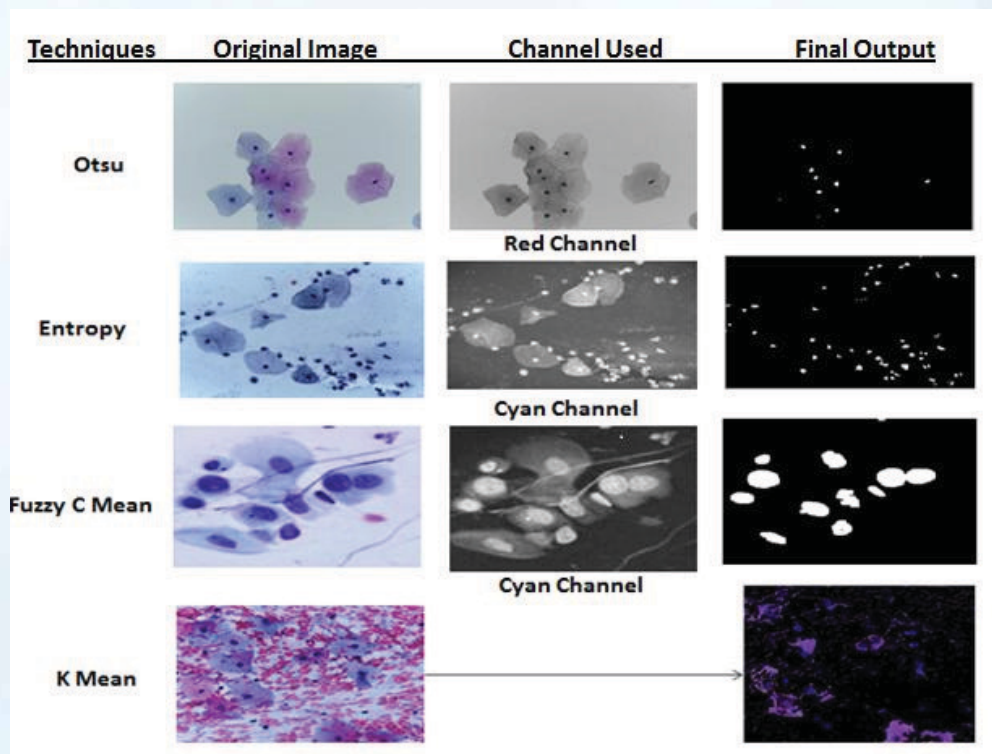 Techniques Original Image Channel Used Final Output
Otsu
Red Channel
Entropy
Cyan Channel
Fuzzy C Mean
Cyan Channel
K Mean